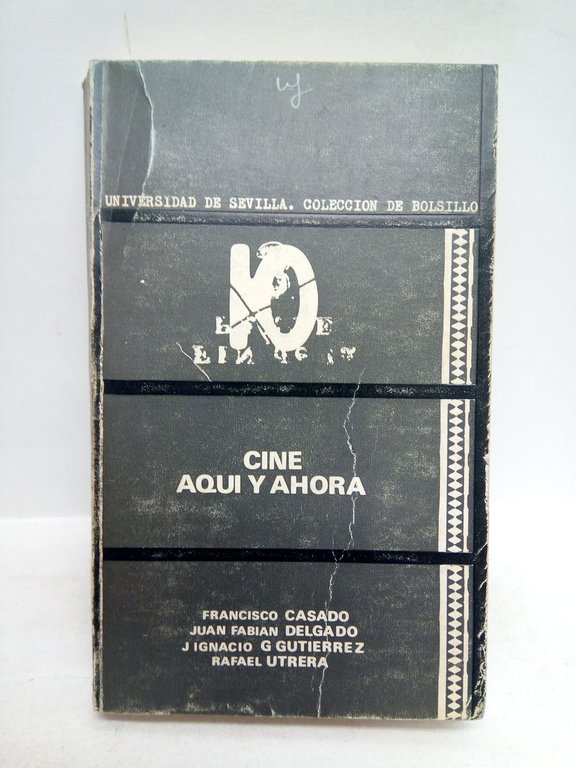 UNIVERSIDAD DE SEVILLA. COLECCION DE BOLSILLO
CINE
AQUI Y AHORA
FRANCISCO CASADO
JUAN FABIAN DELGADO
J IGNACIO G GUTIERREZ
RAFAEL UTRERA